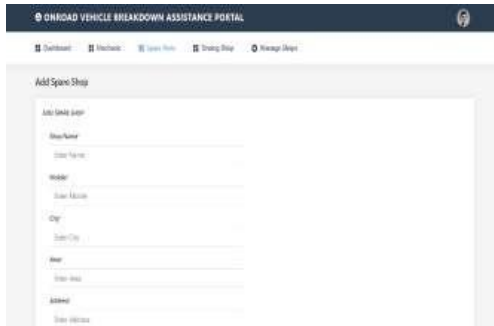 ONROAD VEHICLE BREAKDOWN ASSISTANCE PORTAL
Dashboard Mechanic Spare Parts Towing Shop Manage Shops
Add Spare Shop
Add Spare Shop
Shop Name
Enter Name
Mobile
Enter Mobile
City
Enter City
Area
Enter Area
Address
Enter Address